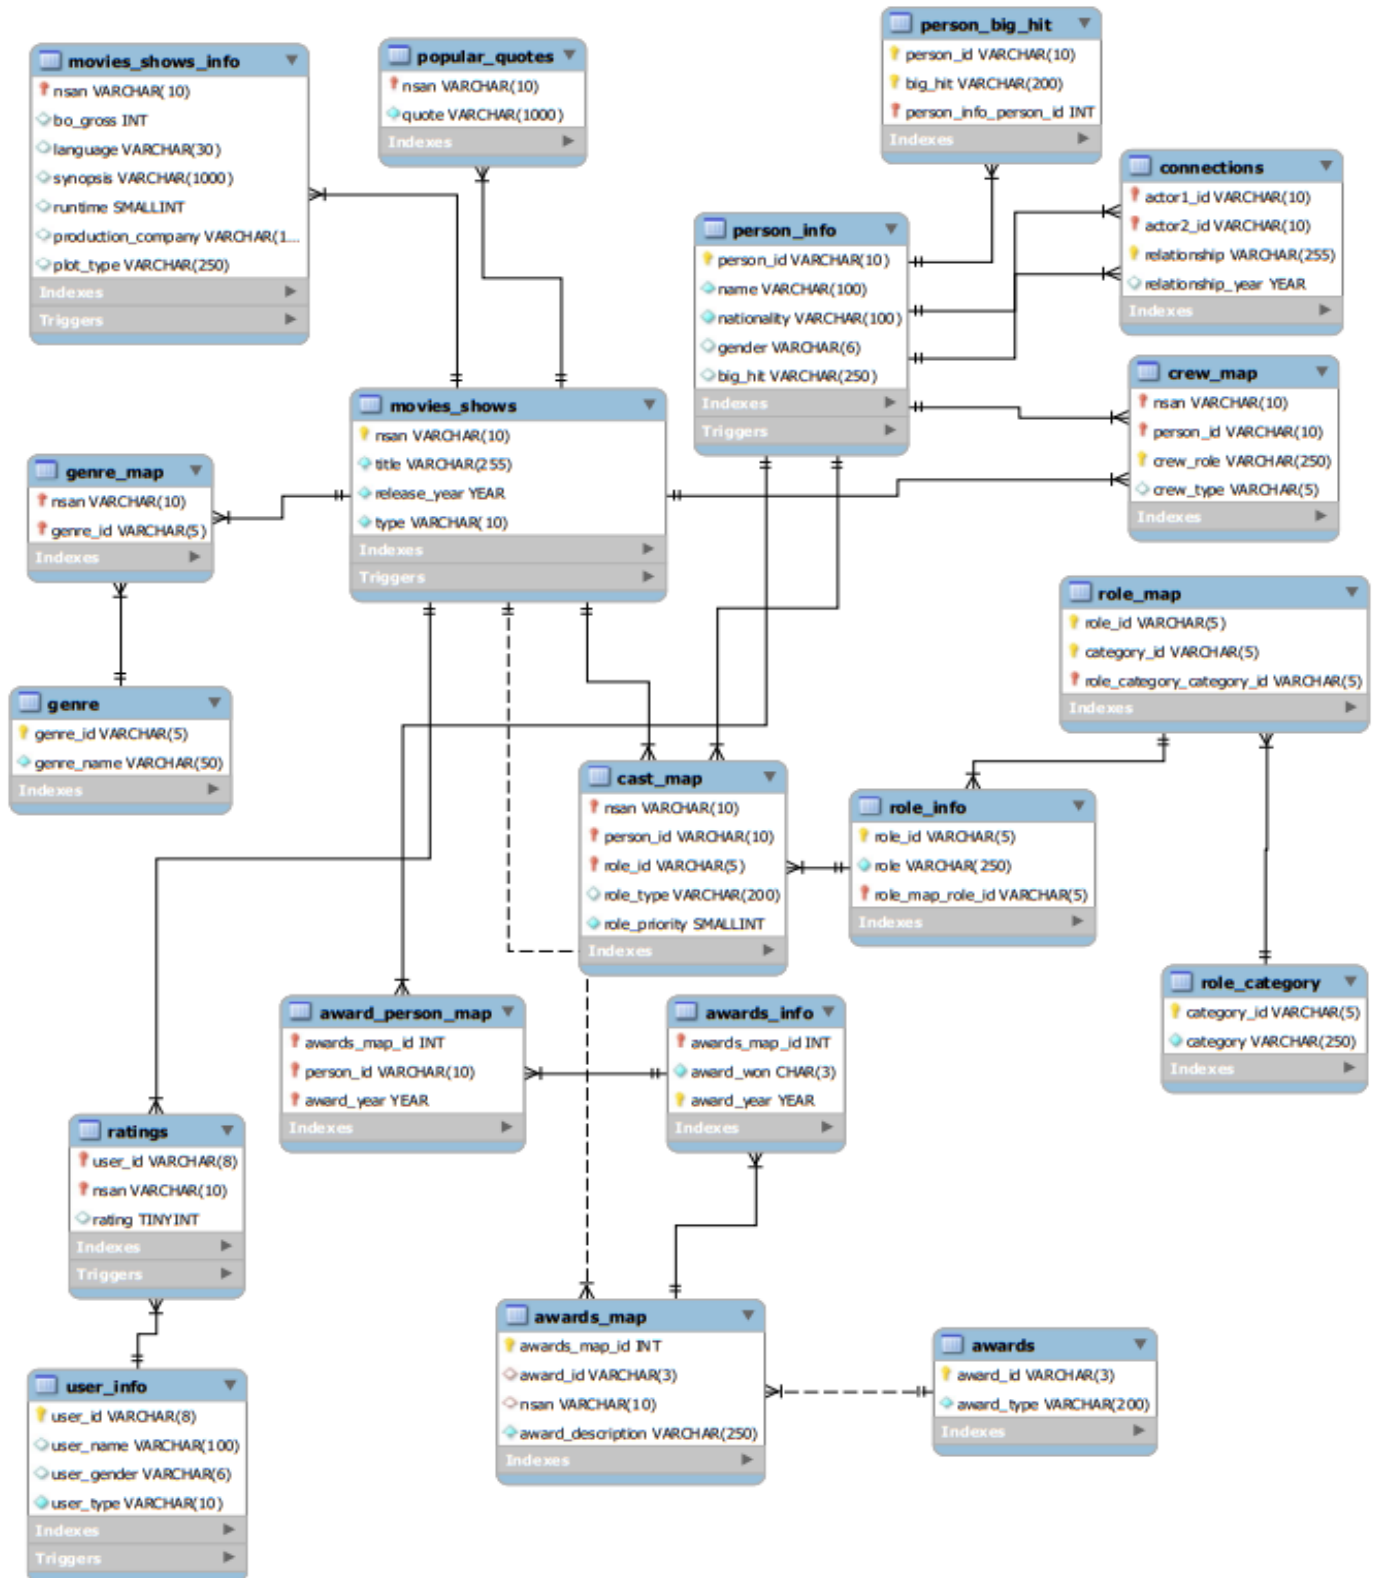 movies_shows_info
nsan VARCHAR(10)
bo_gross INT
language VARCHAR(30)
synopsis VARCHAR(1000)
runtime SMALLINT
production_company VARCHAR(1...
plot_type VARCHAR(250)
Indexes
Triggers
popular_quotes
nsan VARCHAR(10)
quote VARCHAR(1000)
Indexes
person_big_hit
person_id VARCHAR(10)
big_hit VARCHAR(200)
person_info_person_id INT
Indexes
connections
actor1_id VARCHAR(10)
actor2_id VARCHAR(10)
relationship VARCHAR(255)
relationship_year YEAR
Indexes
person_info
person_id VARCHAR(10)
name VARCHAR(100)
nationality VARCHAR(100)
gender VARCHAR(6)
big_hit VARCHAR(250)
Indexes
Triggers
crew_map
nsan VARCHAR(10)
person_id VARCHAR(10)
crew_role VARCHAR(250)
crew_type VARCHAR(5)
Indexes
movies_shows
nsan VARCHAR(10)
title VARCHAR(255)
release_year YEAR
type VARCHAR(10)
Indexes
Triggers
genre_map
nsan VARCHAR(10)
genre_id VARCHAR(5)
Indexes
role_map
role_id VARCHAR(5)
category_id VARCHAR(5)
role_category_category_id VARCHAR(5)
Indexes
genre
genre_id VARCHAR(5)
genre_name VARCHAR(50)
Indexes
cast_map
nsan VARCHAR(10)
person_id VARCHAR(10)
role_id VARCHAR(5)
role_type VARCHAR(200)
role_priority SMALLINT
Indexes
role_info
role_id VARCHAR(5)
role VARCHAR(250)
role_map_role_id VARCHAR(5)
Indexes
role_category
category_id VARCHAR(5)
category VARCHAR(250)
Indexes
award_person_map
awards_map_id INT
person_id VARCHAR(10)
award_year YEAR
Indexes
awards_info
awards_map_id INT
award_won CHAR(3)
award_year YEAR
Indexes
ratings
user_id VARCHAR(8)
nsan VARCHAR(10)
rating TINYINT
Indexes
Triggers
awards_map
awards_map_id INT
award_id VARCHAR(3)
nsan VARCHAR(10)
award_description VARCHAR(250)
Indexes
awards
award_id VARCHAR(3)
award_type VARCHAR(200)
Indexes
user_info
user_id VARCHAR(8)
user_name VARCHAR(100)
user_gender VARCHAR(6)
user_type VARCHAR(10)
Indexes
Triggers